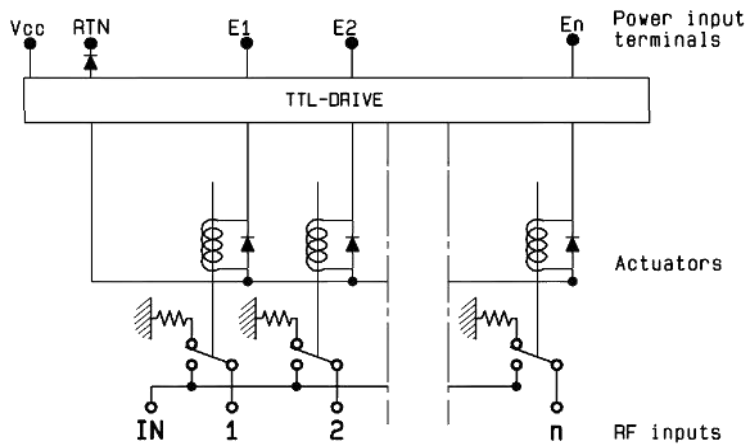 Vcc RTN E1 E2 En Power input
terminals
TTL-DRIVE
Actuators
IN 1 2 n RF inputs